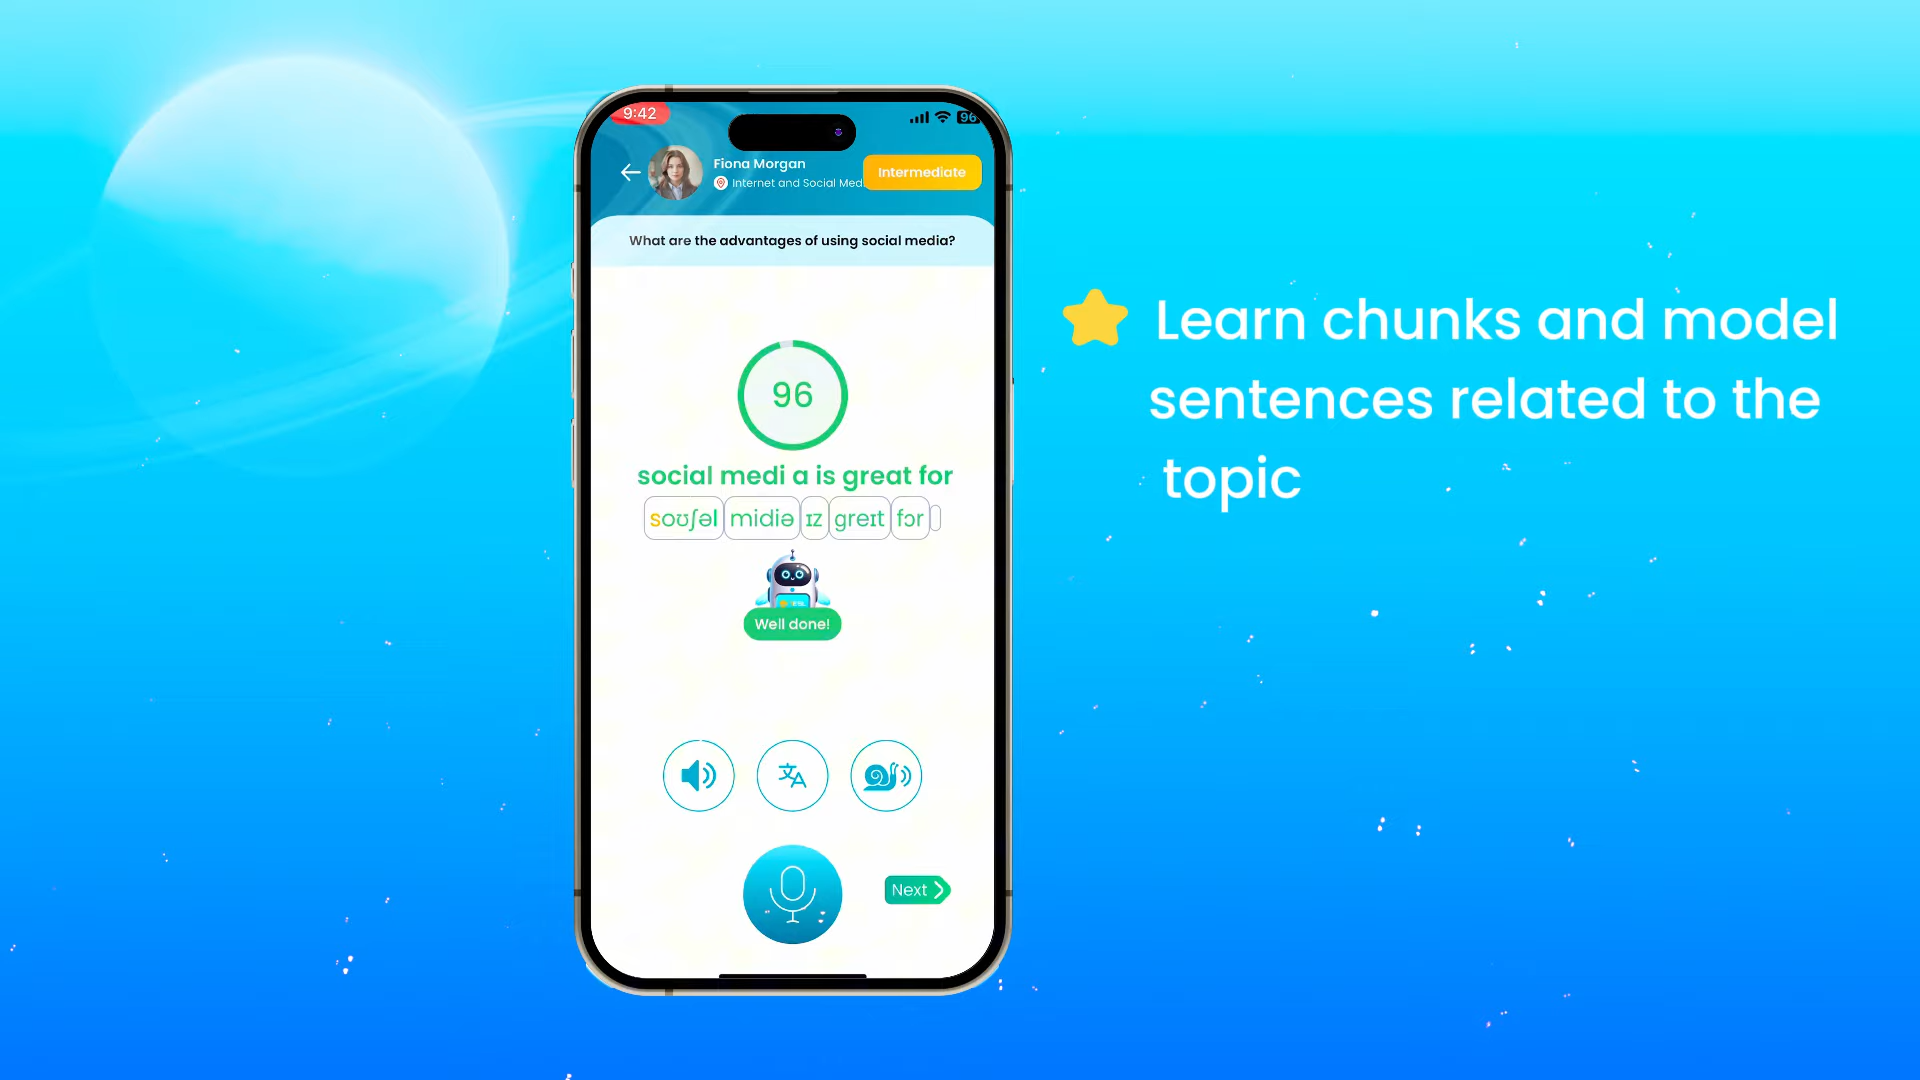 9:42
96
Fiona Morgan
Internet and Social Med
Intermediate
What are the advantages of using social media?
96
social medi a is great for
soʊʃəl midiə ɪz greɪt fɔr
Well done!
Next
Learn chunks and model
sentences related to the
topic